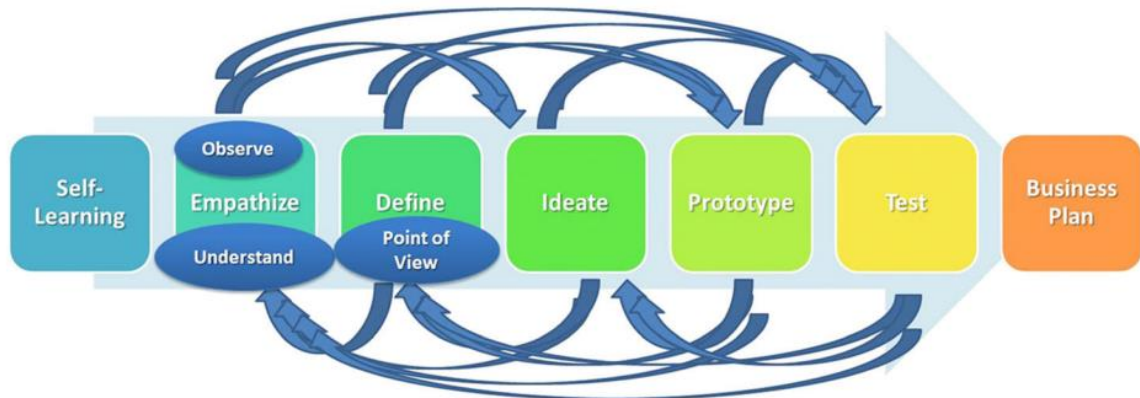 Self-
Learning
Observe
Empathize
Understand
Define
Point of
View
Ideate
Prototype
Test
Business
Plan